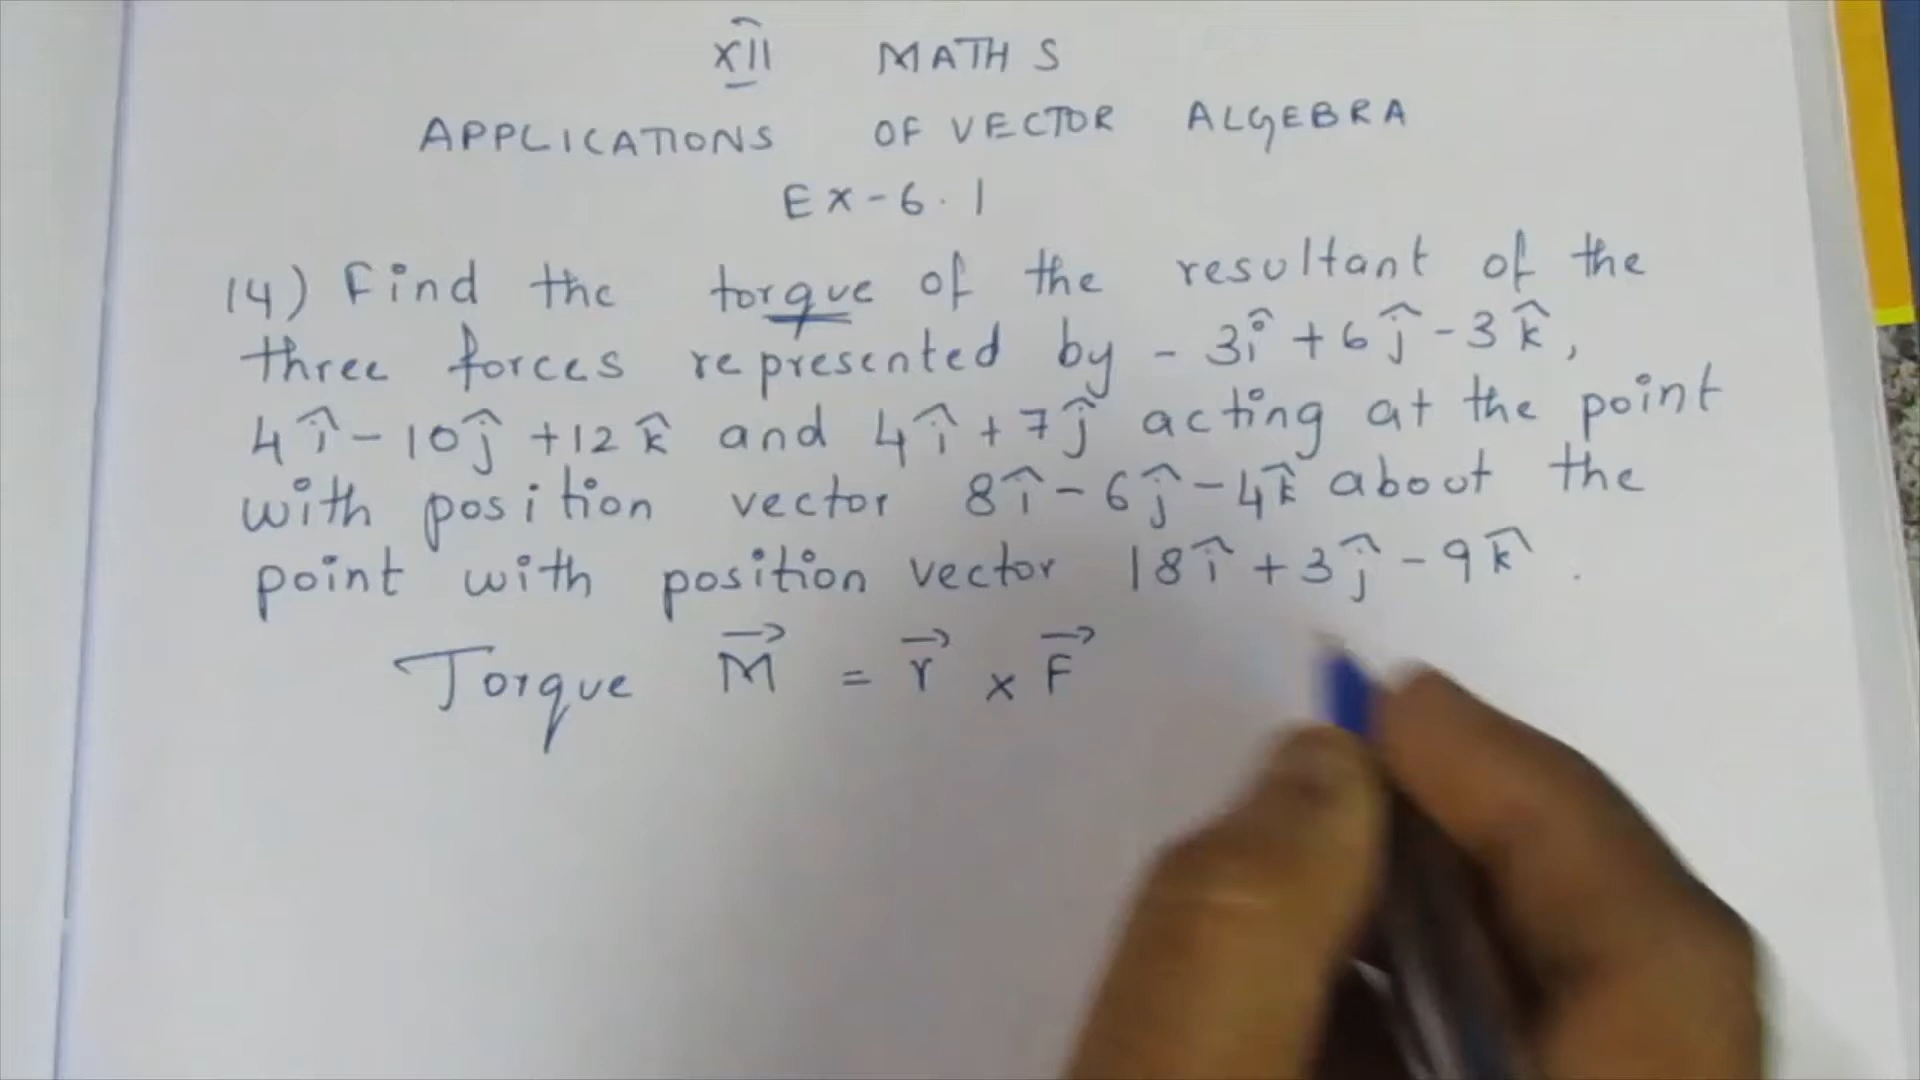 XII MATHS
APPLICATIONS OF VECTOR ALGEBRA
Ex-6.1
14) Find the torque of the resultant of the
three forces represented by -3î+6ĵ-3k̂,
4î-10ĵ+12k̂ and 4î+7ĵ acting at the point
with position vector 8î-6ĵ-4k̂ about the
point with position vector 18î+3ĵ-9k̂.
Torque M⃗ = r⃗ × F⃗